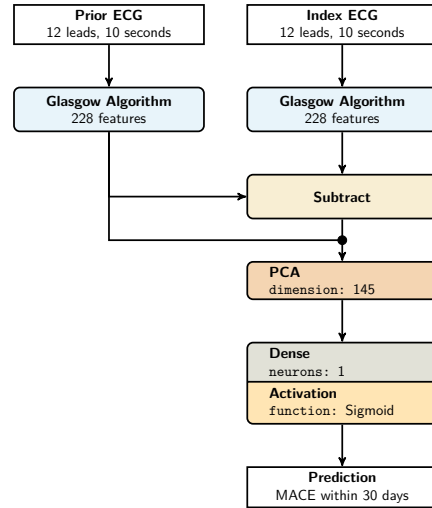 Prior ECG
12 leads, 10 seconds
Index ECG
12 leads, 10 seconds
Glasgow Algorithm
228 features
Glasgow Algorithm
228 features
Subtract
PCA
dimension: 145
Dense
neurons: 1
Activation
function: Sigmoid
Prediction
MACE within 30 days